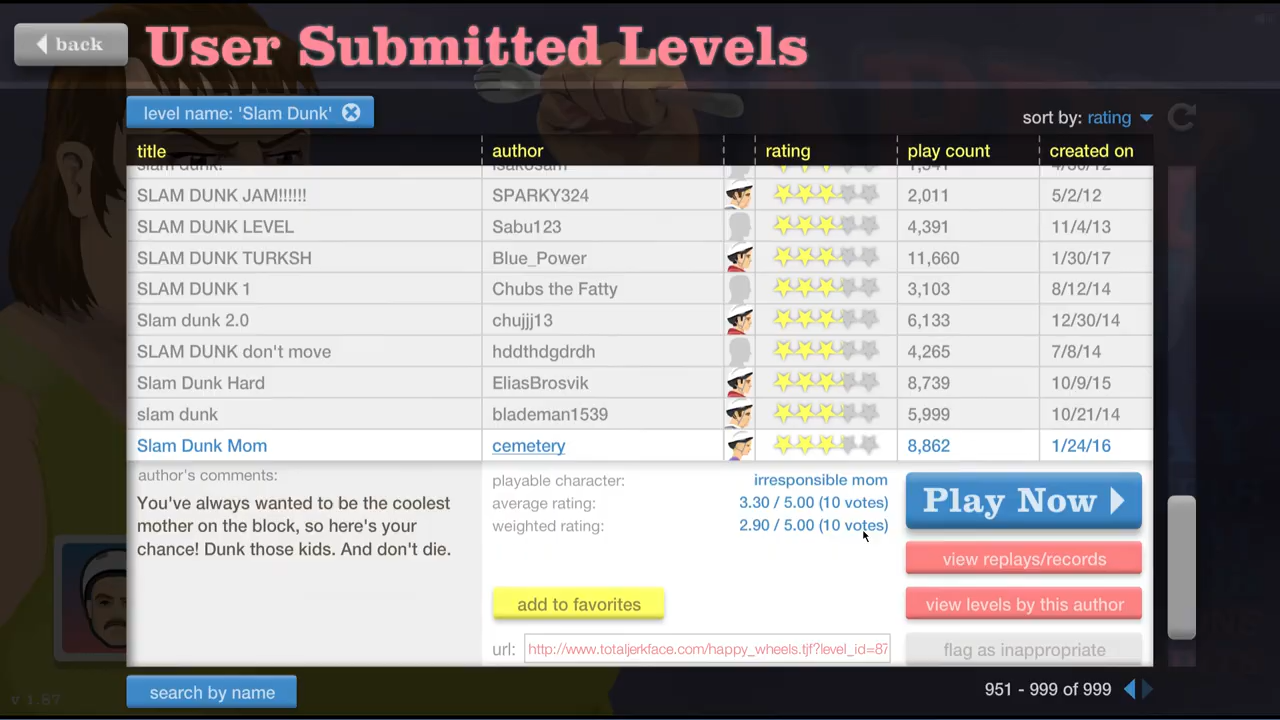 back
User Submitted Levels
level name: 'Slam Dunk'
sort by: rating
title author rating play count created on
SLAM DUNK JAM!!!!!! SPARKY324 2,011 5/2/12
SLAM DUNK LEVEL Sabu123 4,391 11/4/13
SLAM DUNK TURKSH Blue_Power 11,660 1/30/17
SLAM DUNK 1 Chubs the Fatty 3,103 8/12/14
Slam dunk 2.0 chujjj13 6,133 12/30/14
SLAM DUNK don't move hddthdgdrdh 4,265 7/8/14
Slam Dunk Hard EliasBrosvik 8,739 10/9/15
slam dunk blademan1539 5,999 10/21/14
Slam Dunk Mom cemetery 8,862 1/24/16
author's comments:
You've always wanted to be the coolest
mother on the block, so here's your
chance! Dunk those kids. And don't die.
playable character: irresponsible mom
average rating: 3.30 / 5.00 (10 votes)
weighted rating: 2.90 / 5.00 (10 votes)
add to favorites
url: http://www.totaljerkface.com/happy_wheels.tjf?level_id=87
Play Now
view replays/records
view levels by this author
flag as inappropriate
search by name
951 - 999 of 999
v 1.87